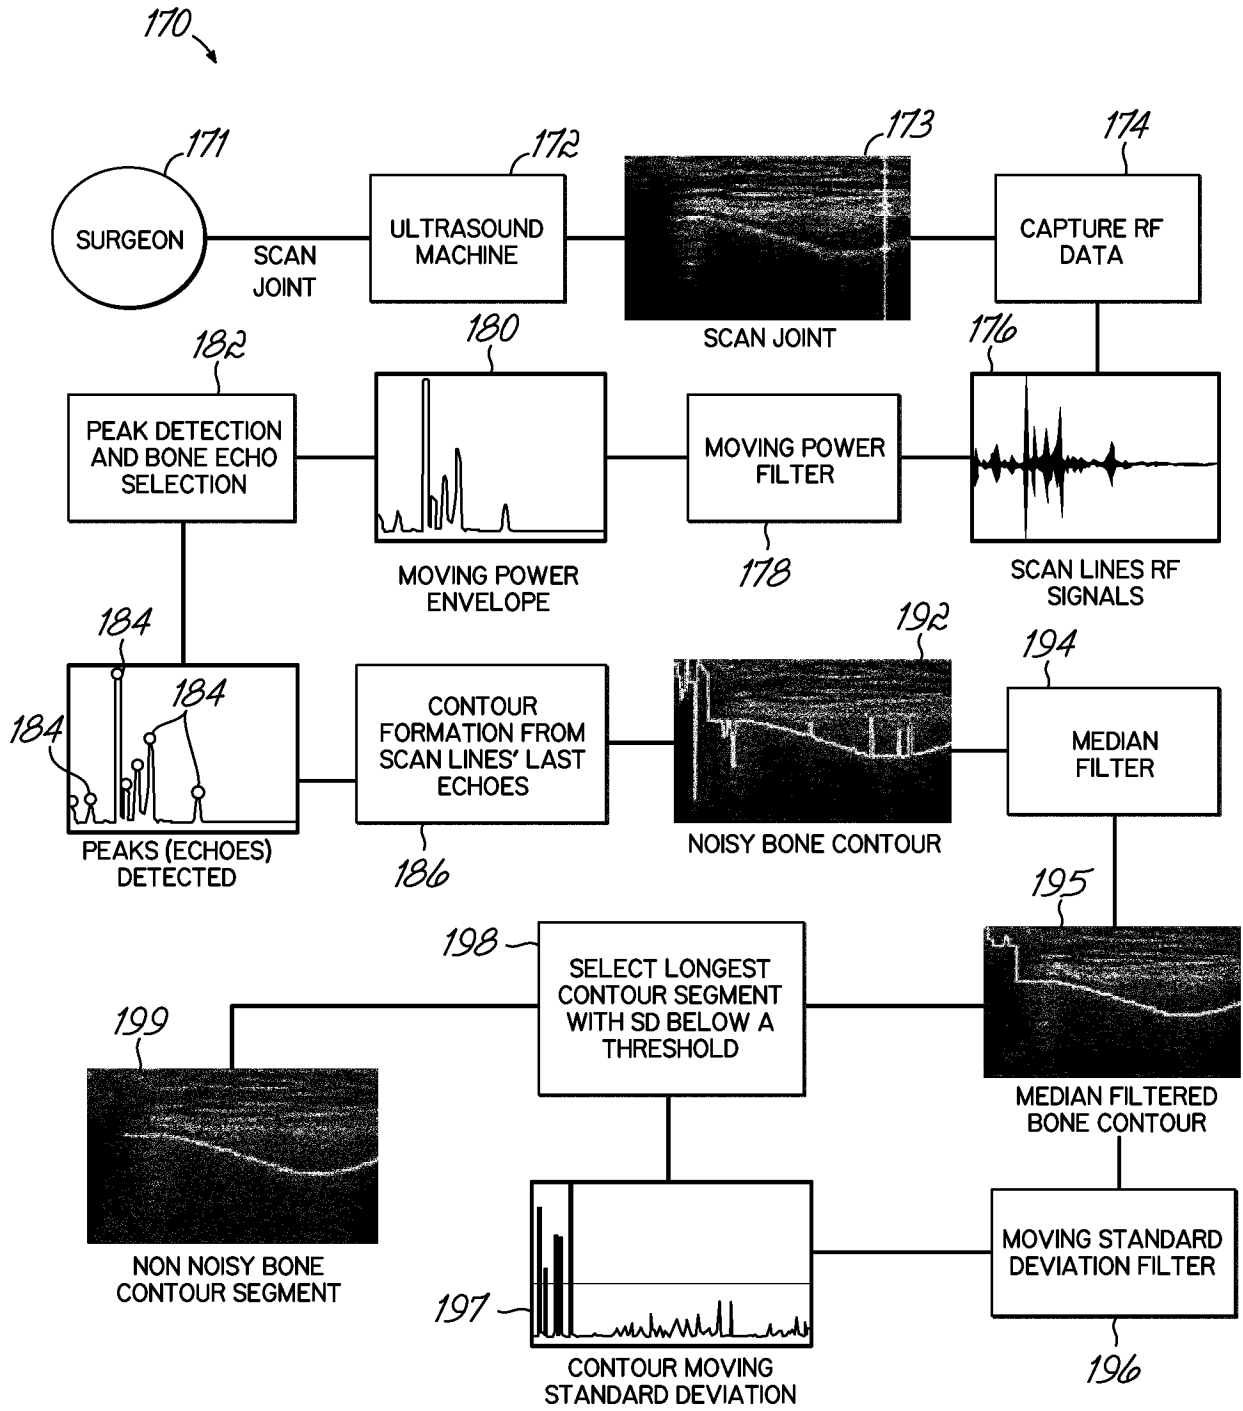 170
171
172
173
174
SURGEON
SCAN
JOINT
ULTRASOUND
MACHINE
SCAN JOINT
CAPTURE RF
DATA
182
180
176
PEAK DETECTION
AND BONE ECHO
SELECTION
MOVING POWER
ENVELOPE
MOVING POWER
FILTER
178
SCAN LINES RF
SIGNALS
184
184
184
PEAKS (ECHOES)
DETECTED
CONTOUR
FORMATION FROM
SCAN LINES' LAST
ECHOES
186
192
NOISY BONE CONTOUR
194
MEDIAN
FILTER
195
MEDIAN FILTERED
BONE CONTOUR
198
SELECT LONGEST
CONTOUR SEGMENT
WITH SD BELOW A
THRESHOLD
199
NON NOISY BONE
CONTOUR SEGMENT
197
CONTOUR MOVING
STANDARD DEVIATION
MOVING STANDARD
DEVIATION FILTER
196